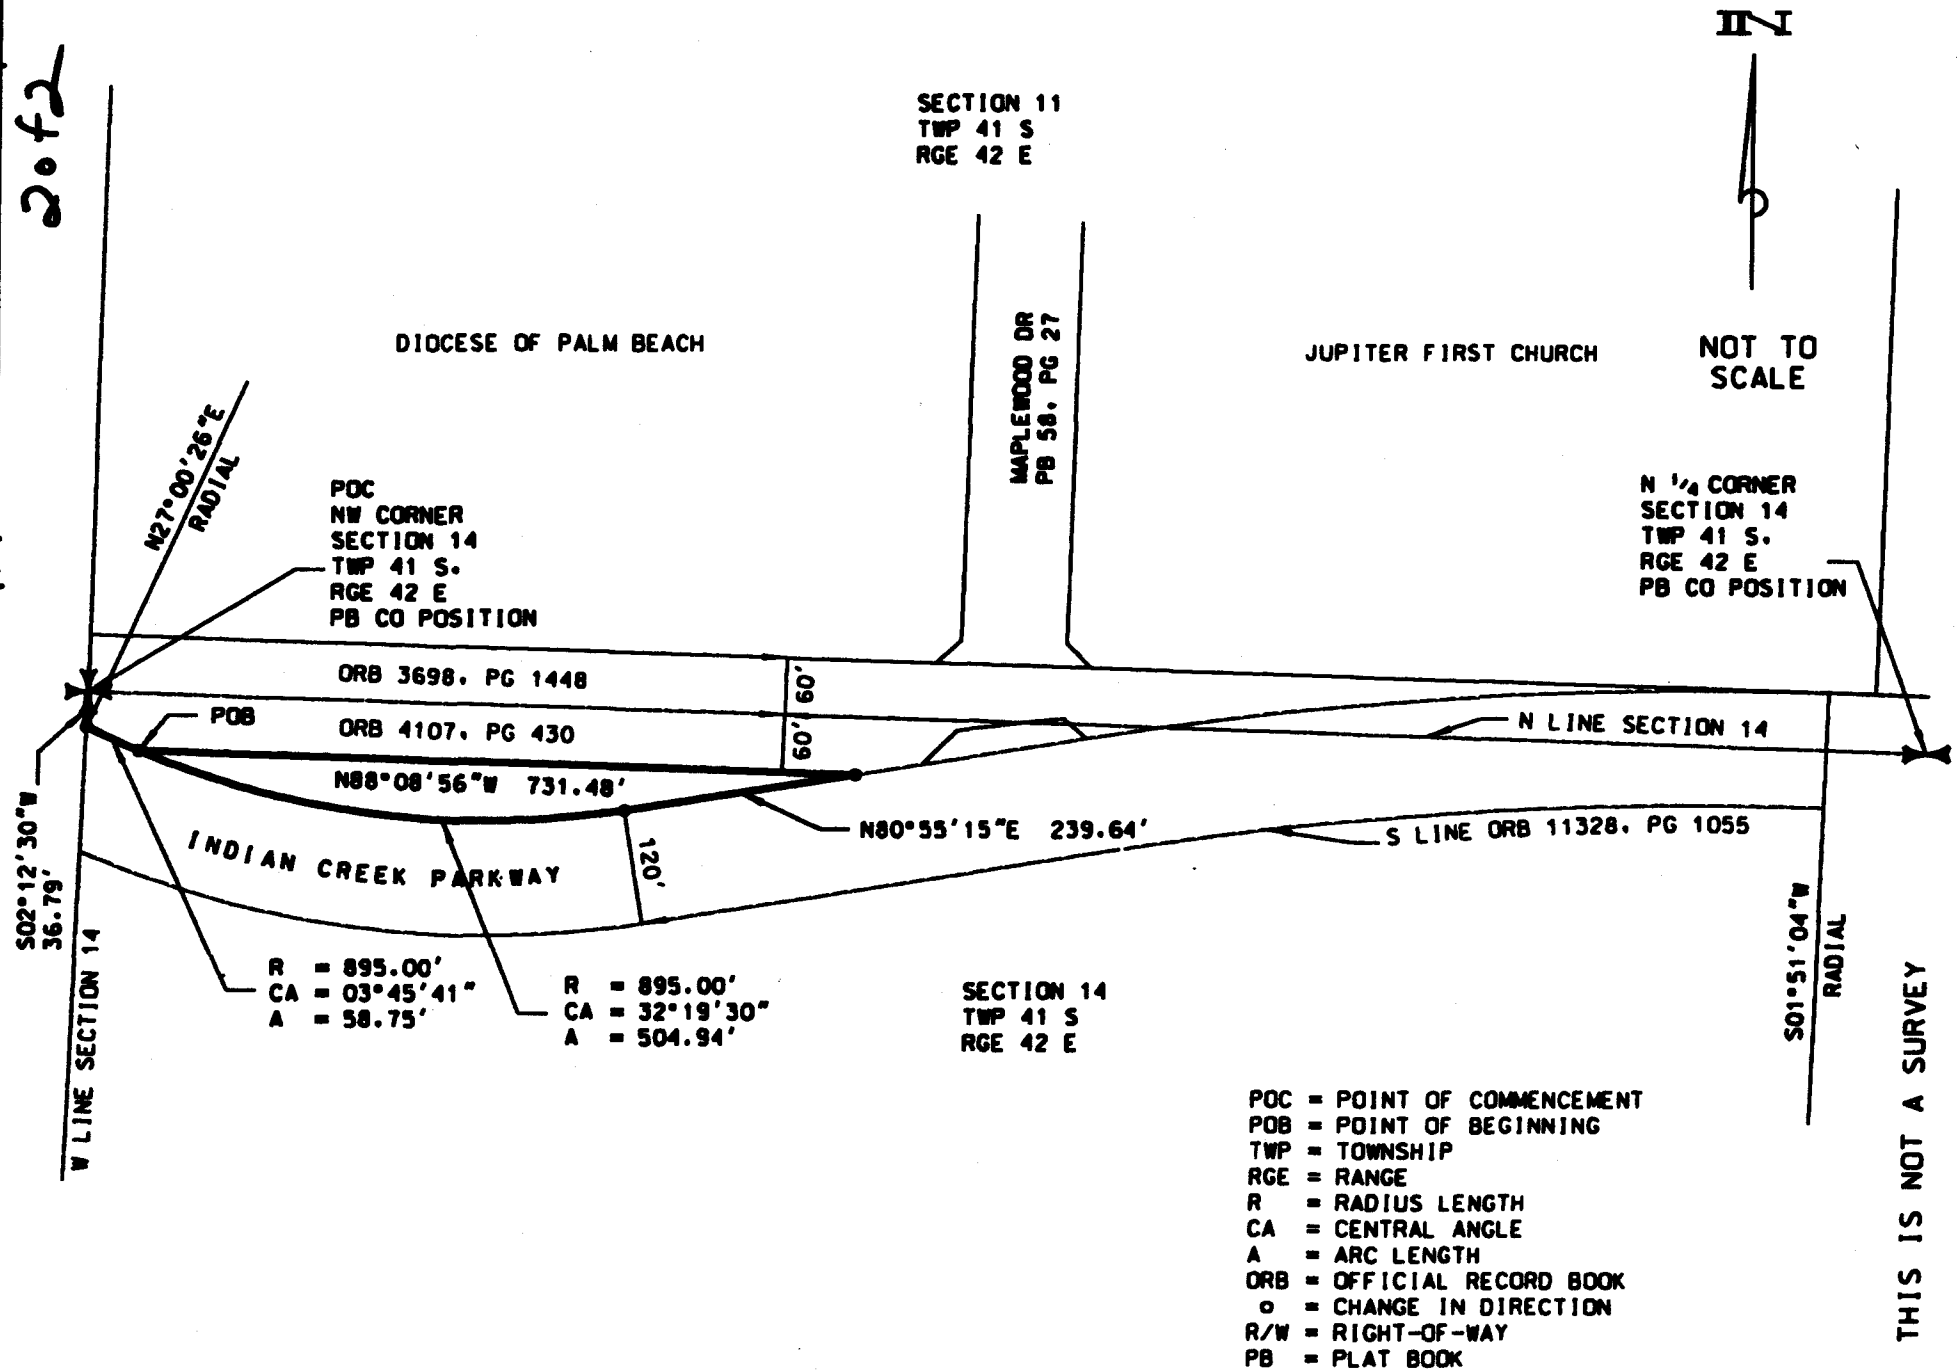 2 of 2
N
SECTION 11
TWP 41 S
RGE 42 E
DIOCESE OF PALM BEACH
MAPLEWOOD DR
PB 58, PG 27
JUPITER FIRST CHURCH
NOT TO
SCALE
N27°00'26"E
RADIAL
POC
NW CORNER
SECTION 14
TWP 41 S.
RGE 42 E
PB CO POSITION
N 1/4 CORNER
SECTION 14
TWP 41 S.
RGE 42 E
PB CO POSITION
ORB 3698, PG 1448
60'
POB
ORB 4107, PG 430
60'
N LINE SECTION 14
N88°08'56"W 731.48'
N80°55'15"E 239.64'
S LINE ORB 11328, PG 1055
INDIAN CREEK PARKWAY
120'
S02°12'30"W
36.79'
W LINE SECTION 14
R = 895.00'
CA = 03°45'41"
A = 58.75'
R = 895.00'
CA = 32°19'30"
A = 504.94'
SECTION 14
TWP 41 S
RGE 42 E
S01°51'04"W
RADIAL
THIS IS NOT A SURVEY
POC = POINT OF COMMENCEMENT
POB = POINT OF BEGINNING
TWP = TOWNSHIP
RGE = RANGE
R = RADIUS LENGTH
CA = CENTRAL ANGLE
A = ARC LENGTH
ORB = OFFICIAL RECORD BOOK
o = CHANGE IN DIRECTION
R/W = RIGHT-OF-WAY
PB = PLAT BOOK